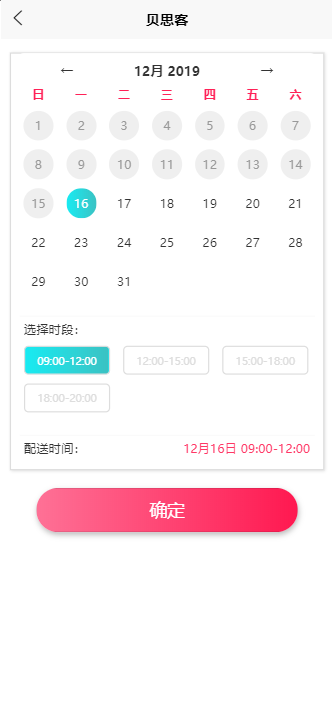 贝思客
← 12月 2019 →
日 一 二 三 四 五 六
1 2 3 4 5 6 7
8 9 10 11 12 13 14
15 16 17 18 19 20 21
22 23 24 25 26 27 28
29 30 31
选择时段：
09:00-12:00 12:00-15:00 15:00-18:00
18:00-20:00
配送时间： 12月16日 09:00-12:00
确定